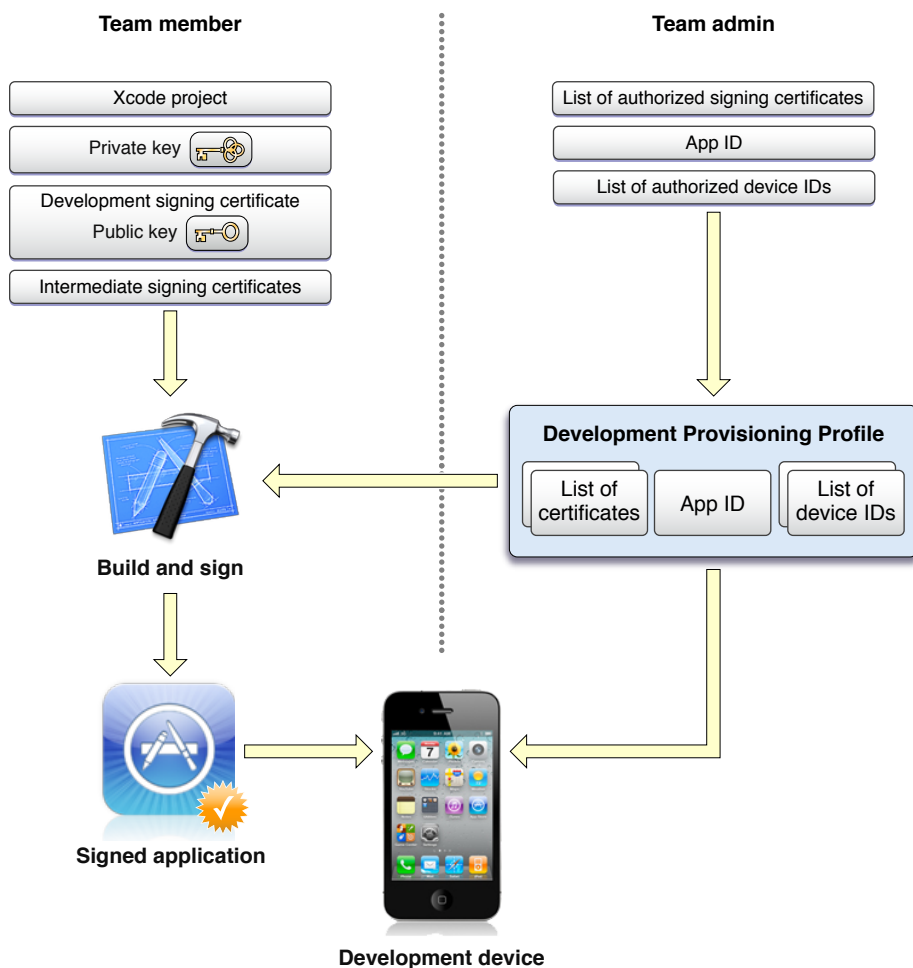 Team member
Team admin
Xcode project
Private key
Development signing certificate
Public key
Intermediate signing certificates
List of authorized signing certificates
App ID
List of authorized device IDs
Development Provisioning Profile
List of
certificates
App ID
List of
device IDs
Build and sign
Signed application
7
Development device